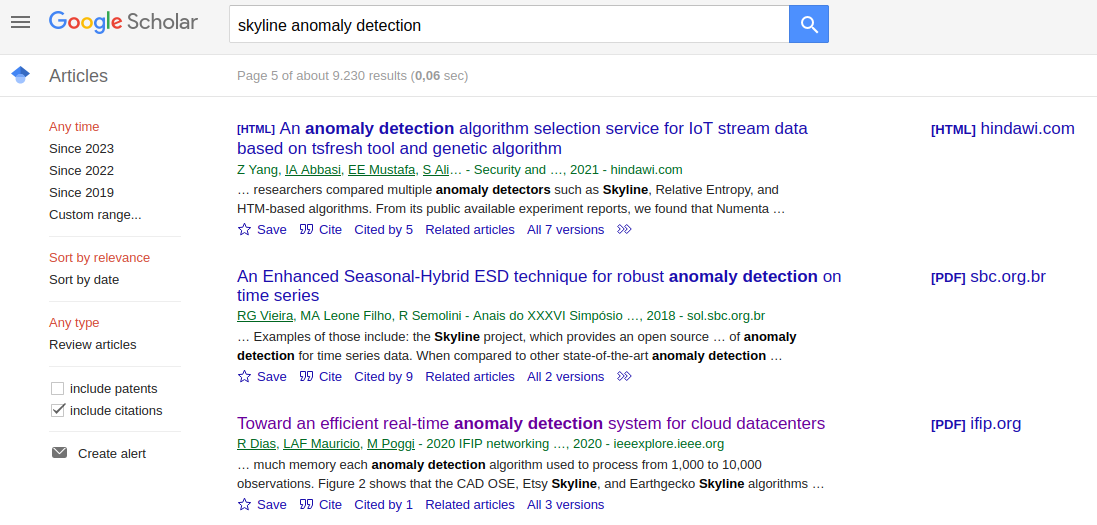 Google Scholar
skyline anomaly detection
Articles
Page 5 of about 9.230 results (0,06 sec)
Any time
Since 2023
Since 2022
Since 2019
Custom range...
Sort by relevance
Sort by date
Any type
Review articles
include patents
include citations
Create alert
[HTML] An anomaly detection algorithm selection service for IoT stream data
based on tsfresh tool and genetic algorithm
Z Yang, IA Abbasi, EE Mustafa, S Ali… - Security and …, 2021 - hindawi.com
… researchers compared multiple anomaly detectors such as Skyline, Relative Entropy, and
HTM-based algorithms. From its public available experiment reports, we found that Numenta …
Save Cite Cited by 5 Related articles All 7 versions
[HTML] hindawi.com
An Enhanced Seasonal-Hybrid ESD technique for robust anomaly detection on
time series
RG Vieira, MA Leone Filho, R Semolini - Anais do XXXVI Simpósio …, 2018 - sol.sbc.org.br
… Examples of those include: the Skyline project, which provides an open source … of anomaly
detection for time series data. When compared to other state-of-the-art anomaly detection …
Save Cite Cited by 9 Related articles All 2 versions
[PDF] sbc.org.br
Toward an efficient real-time anomaly detection system for cloud datacenters
R Dias, LAF Mauricio, M Poggi - 2020 IFIP networking …, 2020 - ieeexplore.ieee.org
… much memory each anomaly detection algorithm used to process from 1,000 to 10,000
observations. Figure 2 shows that the CAD OSE, Etsy Skyline, and Earthgecko Skyline algorithms …
Save Cite Cited by 1 Related articles All 3 versions
[PDF] ifip.org